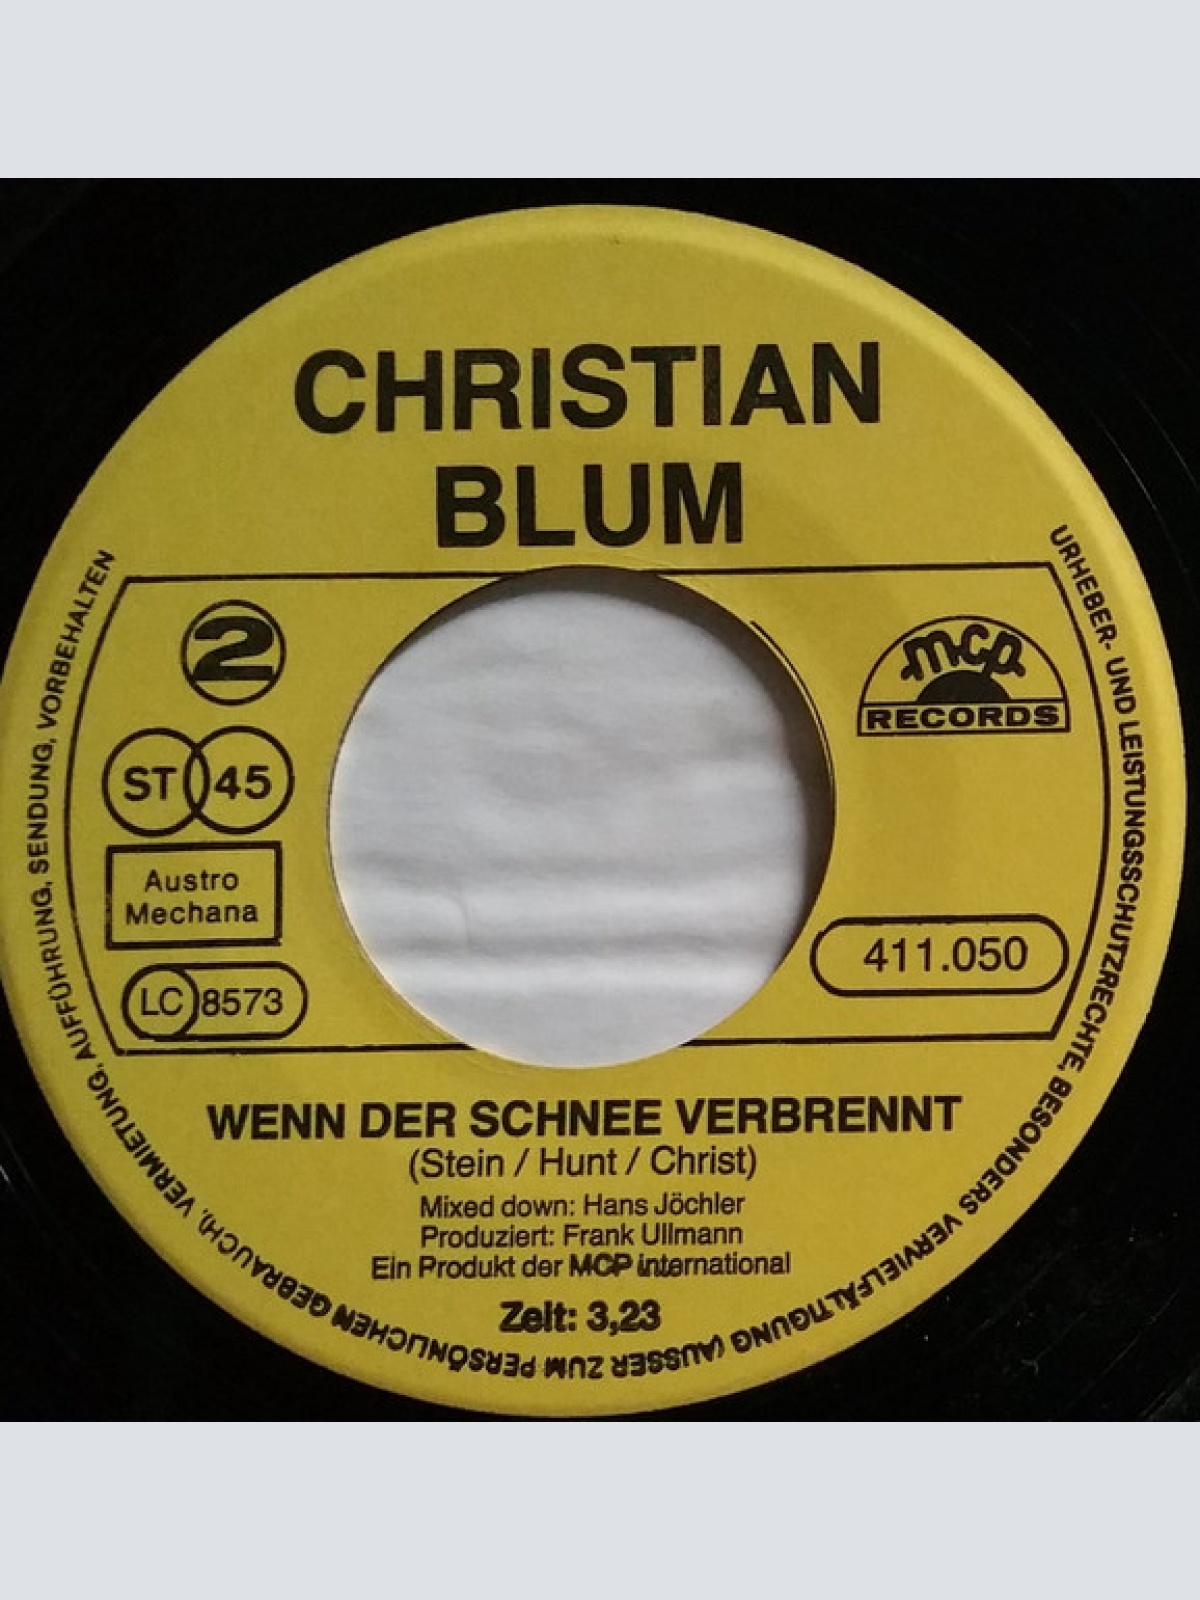 CHRISTIAN
BLUM
2
mcp
RECORDS
ST 45
Austro
Mechana
LC 8573
411.050
WENN DER SCHNEE VERBRENNT
(Stein / Hunt / Christ)
Mixed down: Hans Jöchler
Produziert: Frank Ullmann
Ein Produkt der MCP international
Zeit: 3,23
URHEBER- UND LEISTUNGSSCHUTZRECHTE, BESONDERS VERVIELFÄLTIGUNG (AUSSER ZUM PERSÖNLICHEN GEBRAUCH), VERMIETUNG, AUFFÜHRUNG, SENDUNG, VORBEHALTEN